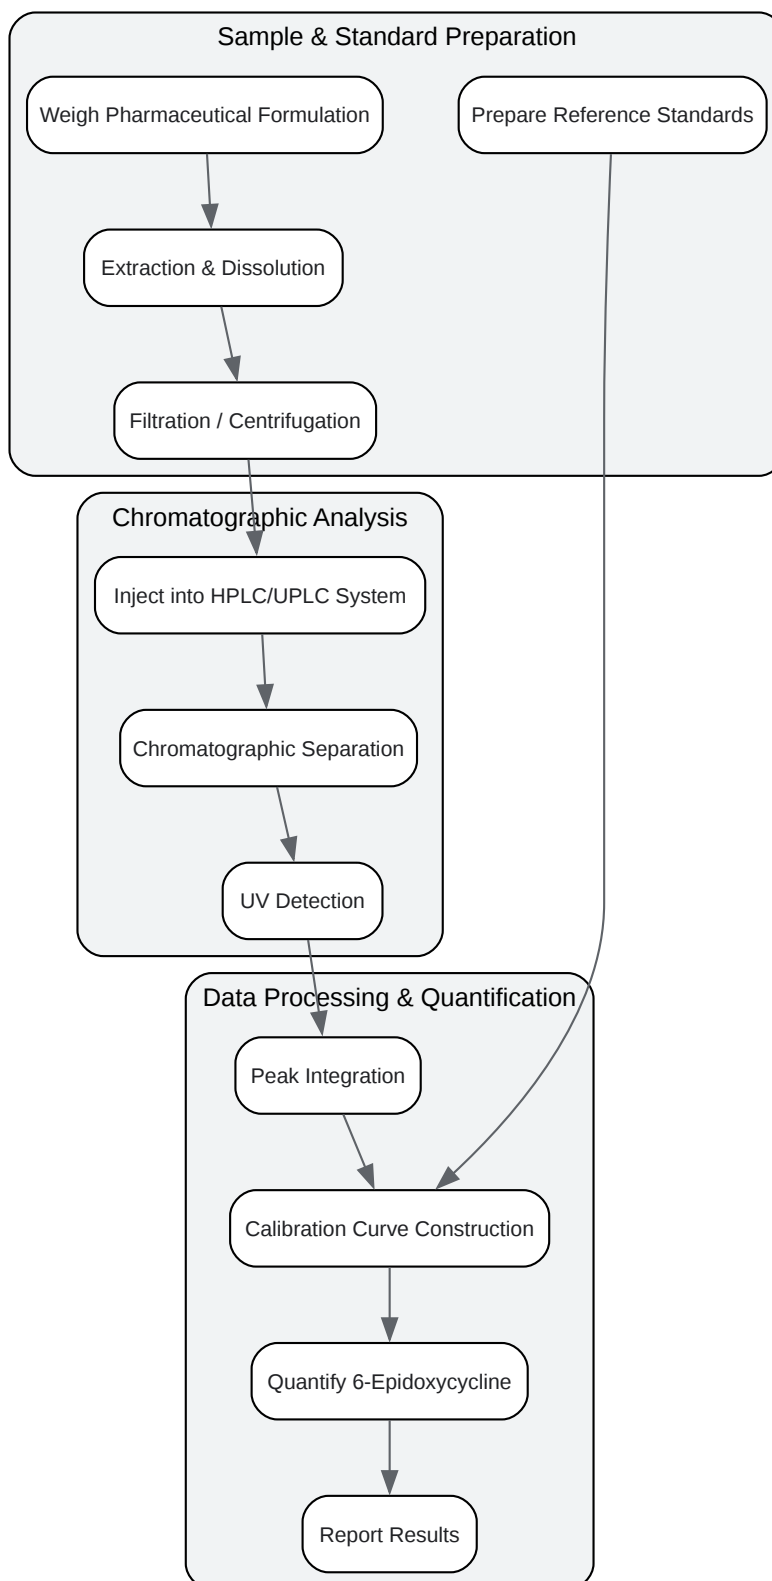 Sample & Standard Preparation
Weigh Pharmaceutical Formulation
Prepare Reference Standards
Extraction & Dissolution
Filtration / Centrifugation
Chromatographic Analysis
Inject into HPLC/UPLC System
Chromatographic Separation
UV Detection
Data Processing & Quantification
Peak Integration
Calibration Curve Construction
Quantify 6-Epidoxycycline
Report Results